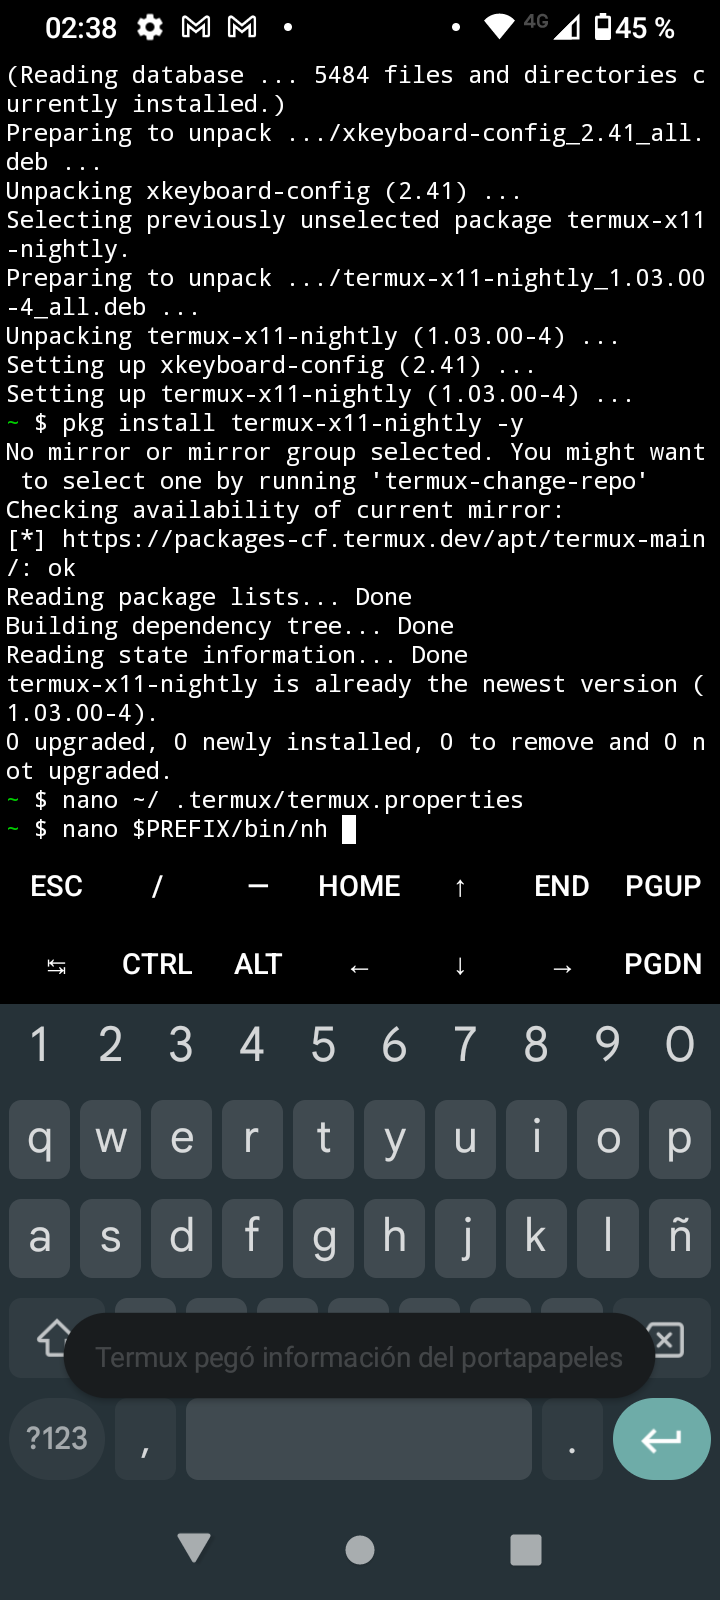 02:38 4G 45 %
(Reading database ... 5484 files and directories c
urrently installed.)
Preparing to unpack .../xkeyboard-config_2.41_all.
deb ...
Unpacking xkeyboard-config (2.41) ...
Selecting previously unselected package termux-x11
-nightly.
Preparing to unpack .../termux-x11-nightly_1.03.00
-4_all.deb ...
Unpacking termux-x11-nightly (1.03.00-4) ...
Setting up xkeyboard-config (2.41) ...
Setting up termux-x11-nightly (1.03.00-4) ...
~ $ pkg install termux-x11-nightly -y
No mirror or mirror group selected. You might want
 to select one by running 'termux-change-repo'
Checking availability of current mirror:
[*] https://packages-cf.termux.dev/apt/termux-main
/: ok
Reading package lists... Done
Building dependency tree... Done
Reading state information... Done
termux-x11-nightly is already the newest version (
1.03.00-4).
0 upgraded, 0 newly installed, 0 to remove and 0 n
ot upgraded.
~ $ nano ~/ .termux/termux.properties
~ $ nano $PREFIX/bin/nh
ESC / — HOME ↑ END PGUP
↹ CTRL ALT ← ↓ → PGDN
1 2 3 4 5 6 7 8 9 0
q w e r t y u i o p
a s d f g h j k l ñ
Termux pegó información del portapapeles
?123 , .